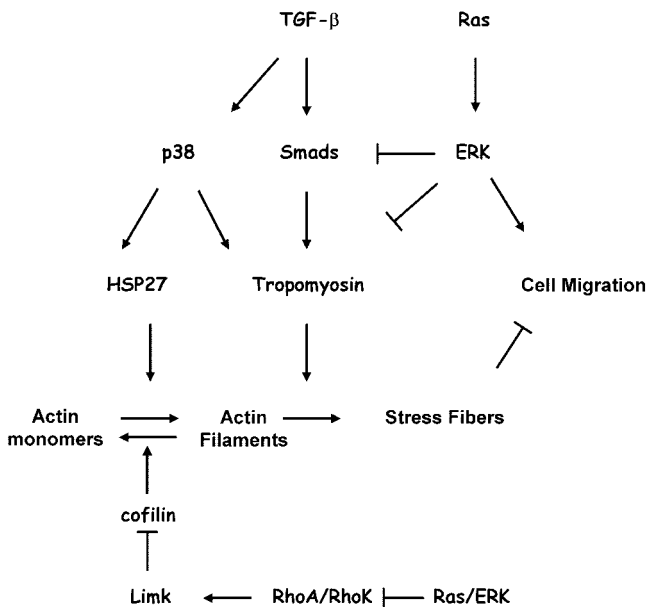 TGF-β Ras
p38 Smads ERK
HSP27 Tropomyosin Cell Migration
Actin Actin Stress Fibers
monomers Filaments
cofilin
Limk RhoA/RhoK Ras/ERK